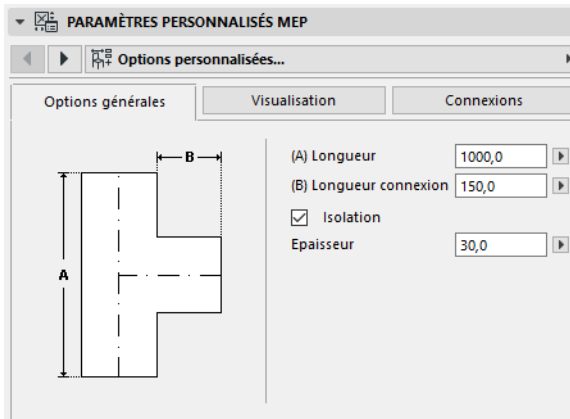 PARAMÈTRES PERSONNALISÉS MEP
Options personnalisées...
Options générales Visualisation Connexions
B
A
(A) Longueur 1000,0
(B) Longueur connexion 150,0
Isolation
Epaisseur 30,0